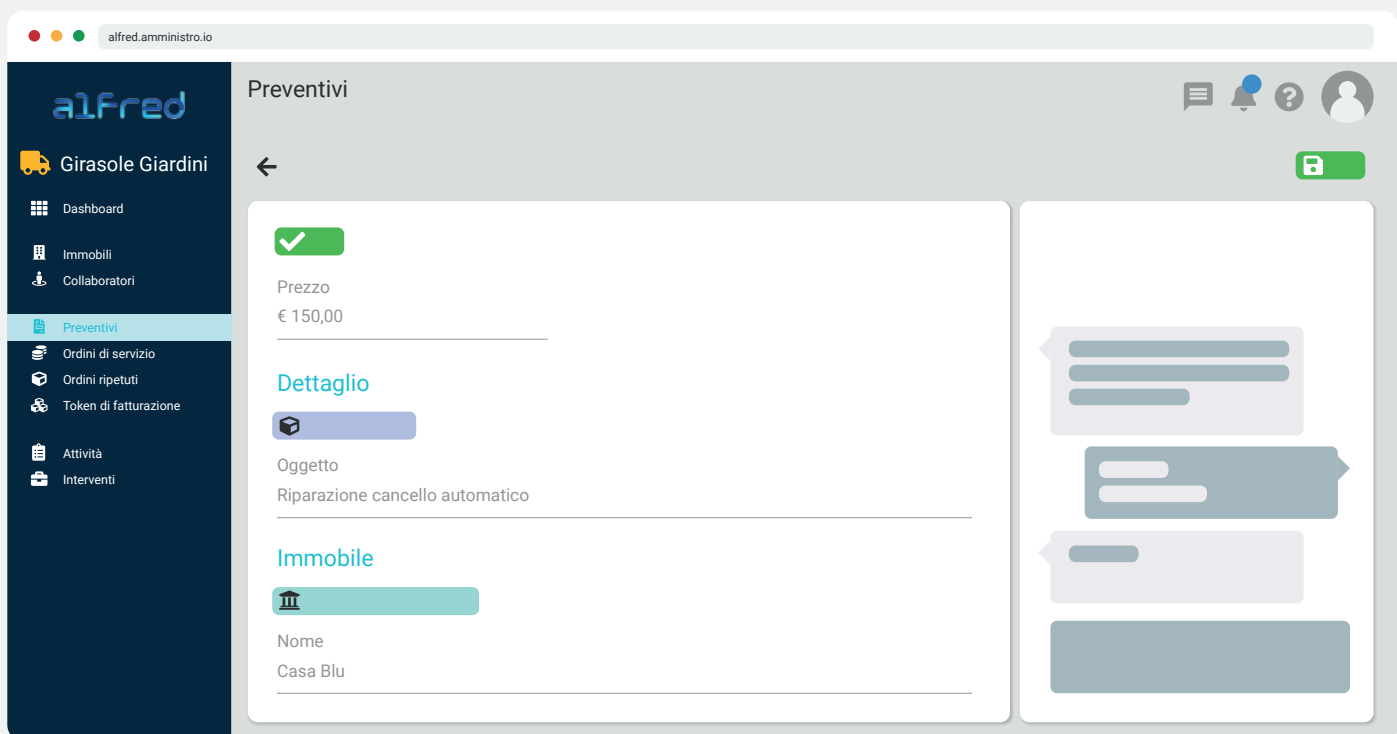 alfred.amministro.io
alfred
Preventivi
Girasole Giardini
Dashboard
Immobili
Collaboratori
Preventivi
Ordini di servizio
Ordini ripetuti
Token di fatturazione
Attività
Interventi
Prezzo
€ 150,00
Dettaglio
Oggetto
Riparazione cancello automatico
Immobile
Nome
Casa Blu